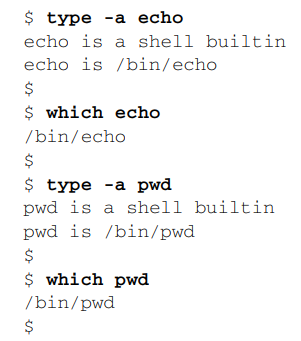 $ type -a echo
echo is a shell builtin
echo is /bin/echo
$
$ which echo
/bin/echo
$
$ type -a pwd
pwd is a shell builtin
pwd is /bin/pwd
$
$ which pwd
/bin/pwd
$